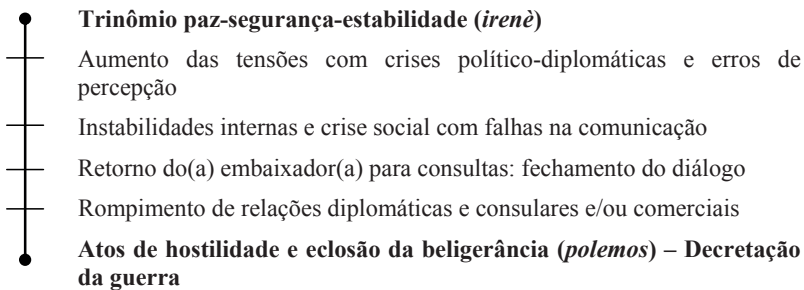 Trinômio paz-segurança-estabilidade (irenè)
Aumento das tensões com crises político-diplomáticas e erros de
percepção
Instabilidades internas e crise social com falhas na comunicação
Retorno do(a) embaixador(a) para consultas: fechamento do diálogo
Rompimento de relações diplomáticas e consulares e/ou comerciais
Atos de hostilidade e eclosão da beligerância (polemos) – Decretação
da guerra